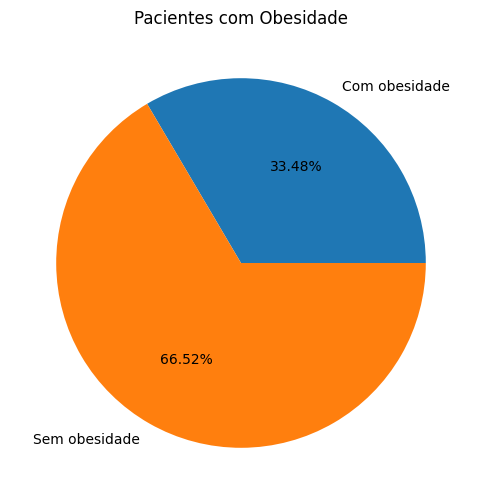 Pacientes com Obesidade
Com obesidade
33.48%
66.52%
Sem obesidade